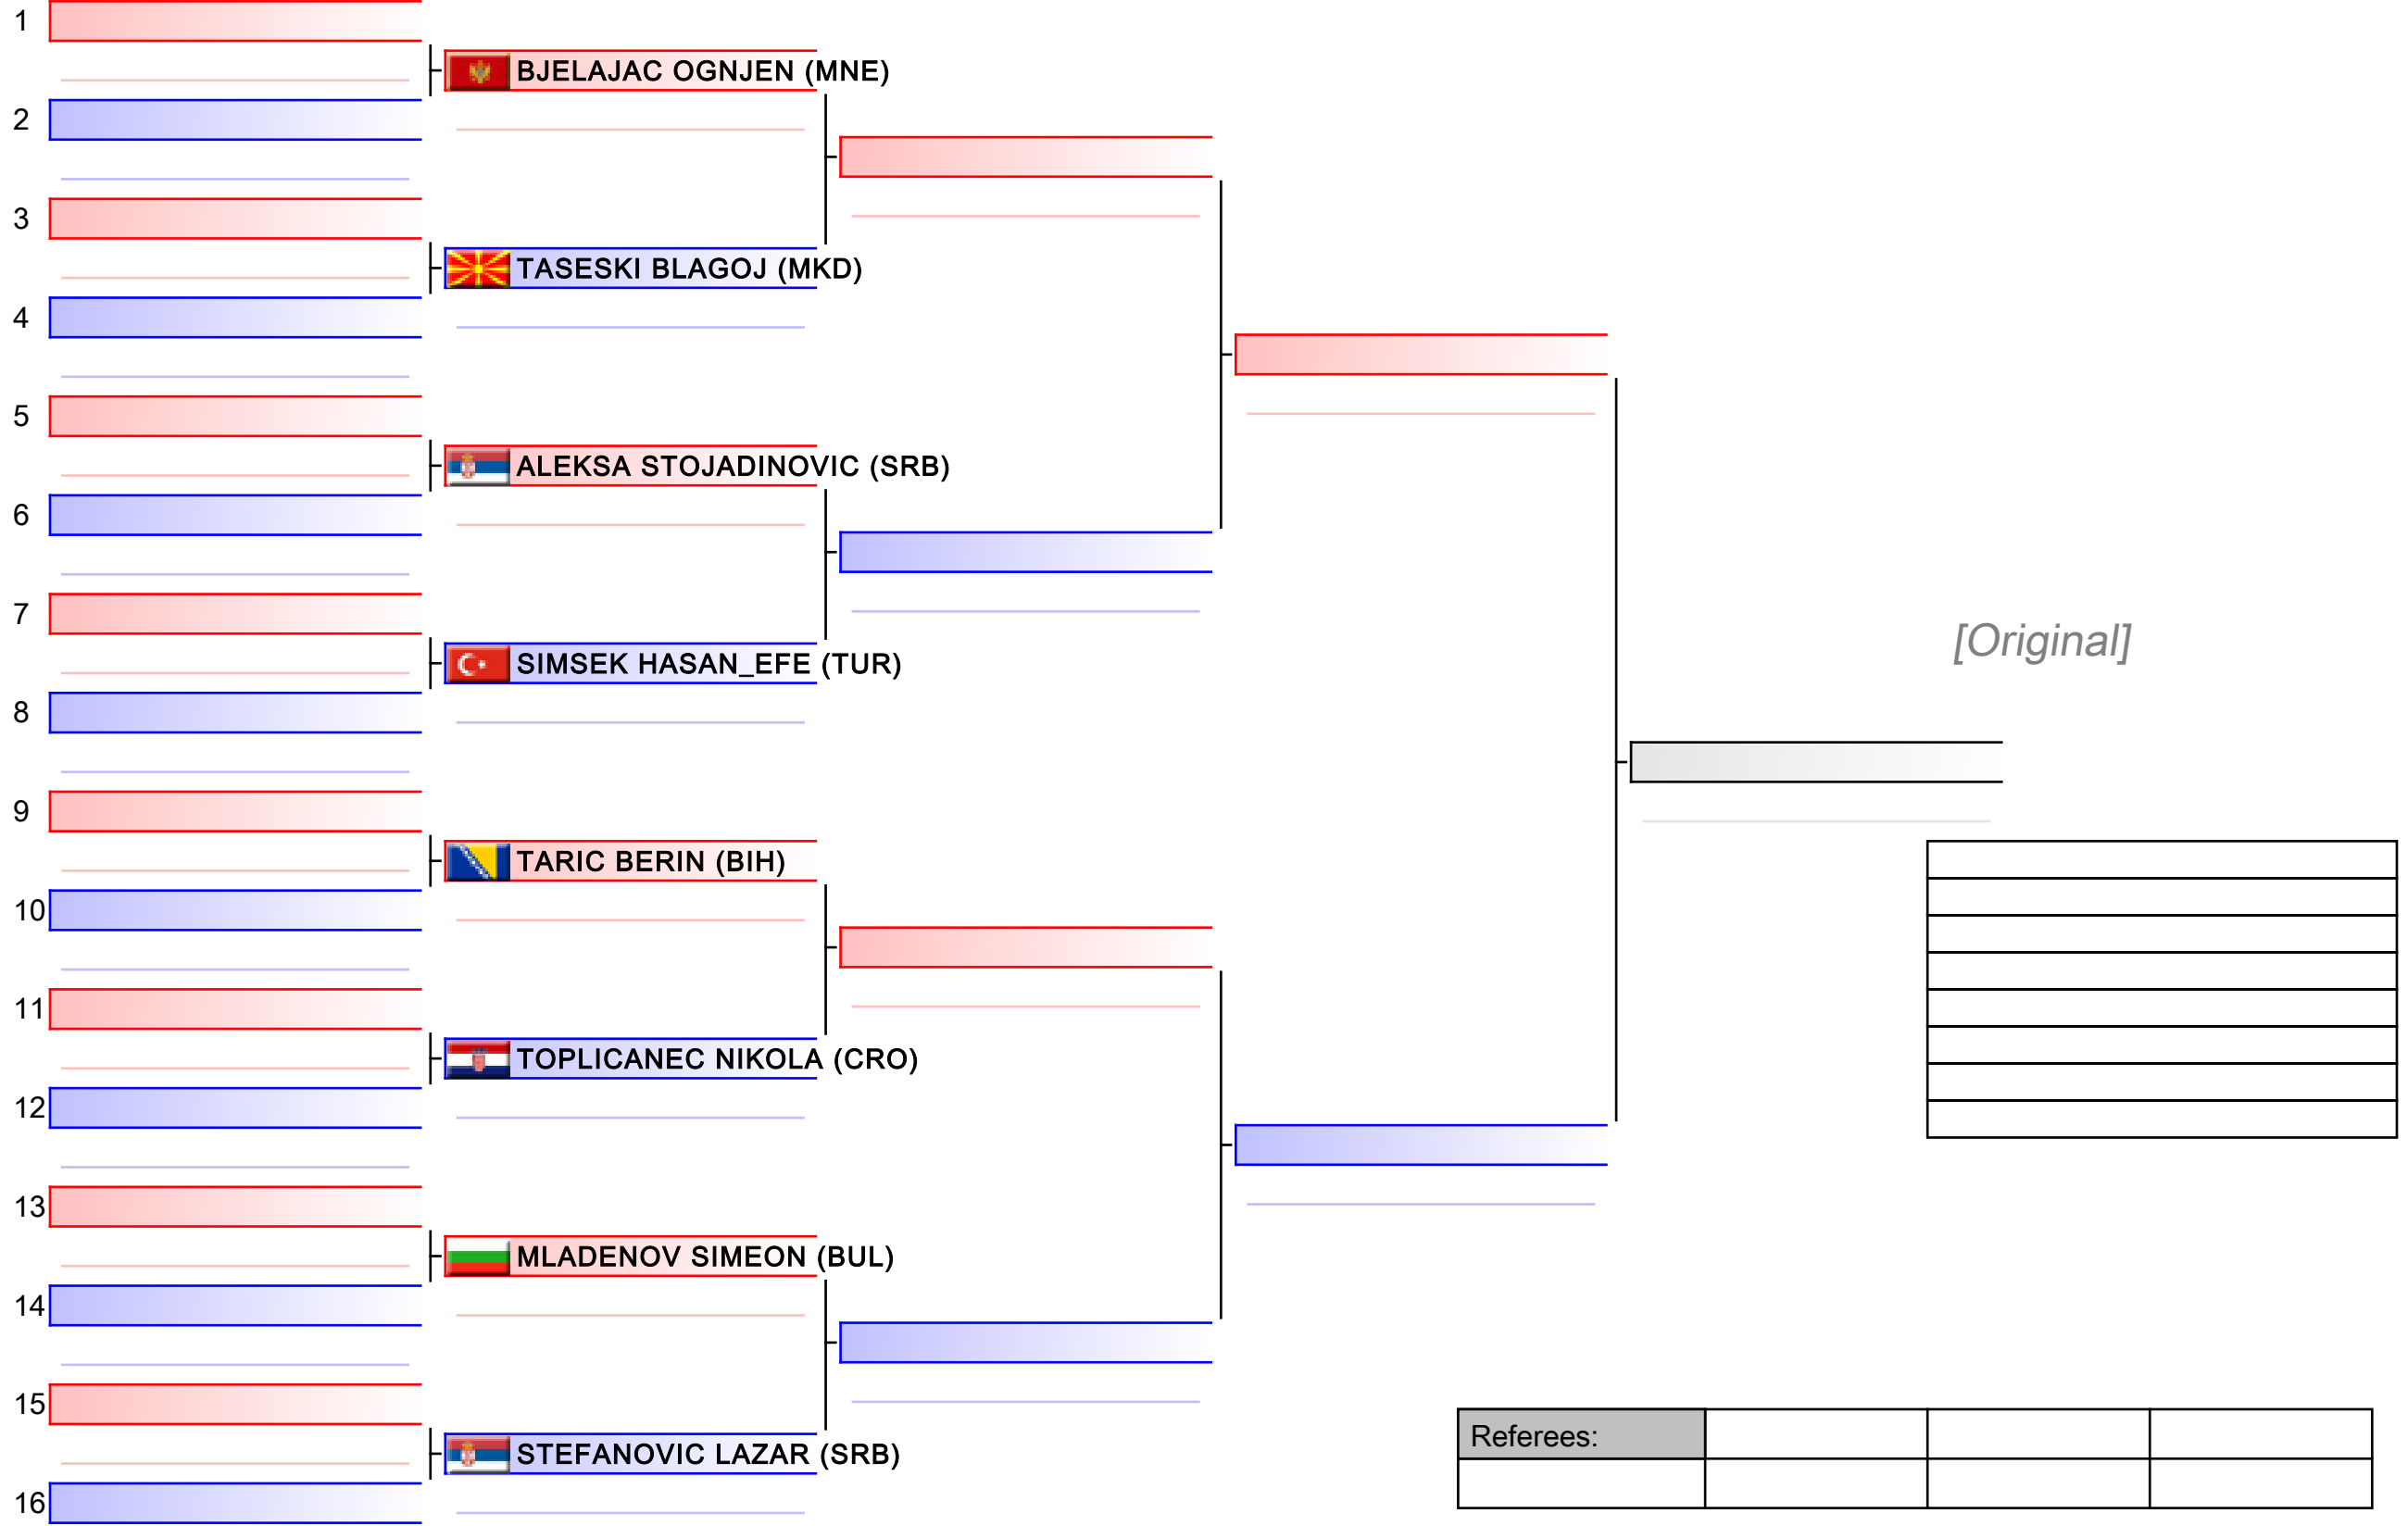 1
BJELAJAC OGNJEN (MNE)
2
3
TASESKI BLAGOJ (MKD)
4
5
ALEKSA STOJADINOVIC (SRB)
6
7
[Original]
SIMSEK HASAN_EFE (TUR)
8
9
TARIC BERIN (BIH)
10
11
TOPLICANEC NIKOLA (CRO)
12
13
MLADENOV SIMEON (BUL)
14
15
Referees:
STEFANOVIC LAZAR (SRB)
16